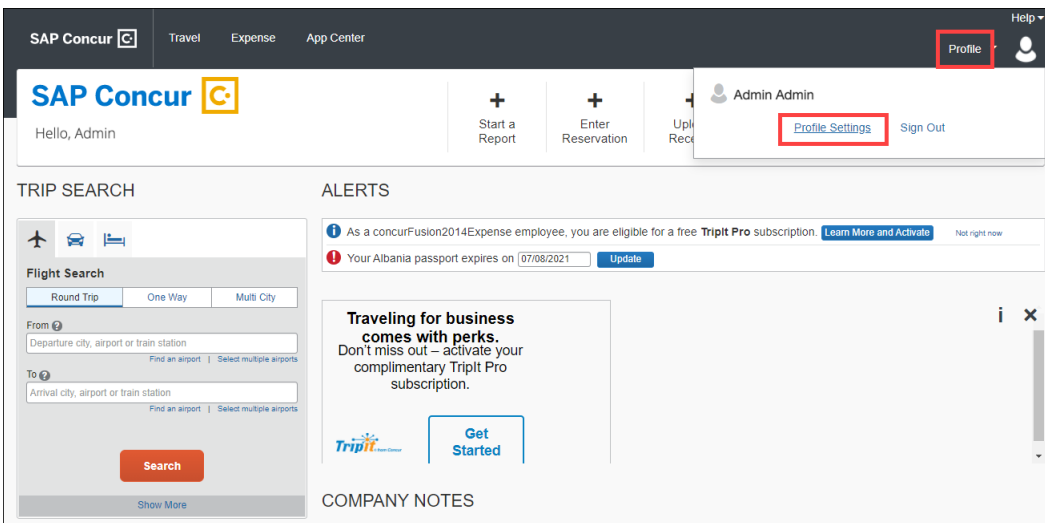 Help
SAP Concur
Travel
Expense
App Center
Profile
SAP Concur
Hello, Admin
Start a
Report
Enter
Reservation
Upl
Rece
Admin Admin
Profile Settings
Sign Out
TRIP SEARCH
Flight Search
Round Trip
One Way
Multi City
From
Departure city, airport or train station
Find an airport | Select multiple airports
To
Arrival city, airport or train station
Find an airport | Select multiple airports
Search
Show More
ALERTS
As a concurFusion2014Expense employee, you are eligible for a free TripIt Pro subscription. Learn More and Activate Not right now
Your Albania passport expires on 07/08/2021 Update
Traveling for business
comes with perks.
Don't miss out – activate your
complimentary TripIt Pro
subscription.
TripIt
Get
Started
COMPANY NOTES